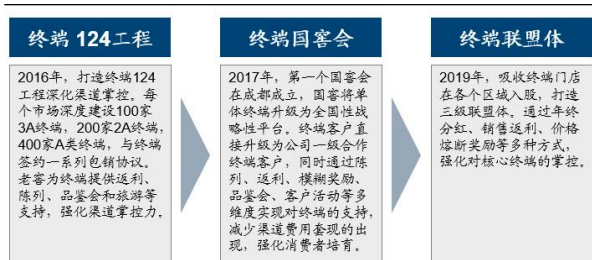 终端 124工程
2016年，打造终端124
工程深化渠道掌控。每
个市场深度建设100家
3A终端，200家2A终端，
400家A类终端，与终端
签约一系列包销协议。
老窖为终端提供返利、
陈列、品鉴会和旅游等
支持，强化渠道掌控力。
终端国窖会
2017年，第一个国窖会
在成都成立，国窖将单
体终端升级为全国性战
略性平台。终端客户直
接升级为公司一级合作
终端客户，同时通过陈
列、返利、模糊奖励、
品鉴会、客户活动等多
维度实现对终端的支持，
减少渠道费用套现的出
现，强化消费者培育。
终端联盟体
2019年，吸收终端门店
在各个区域入股，打造
三级联盟体。通过年终
分红、销售返利、价格
熔断奖励等多种方式，
强化对核心终端的掌控。